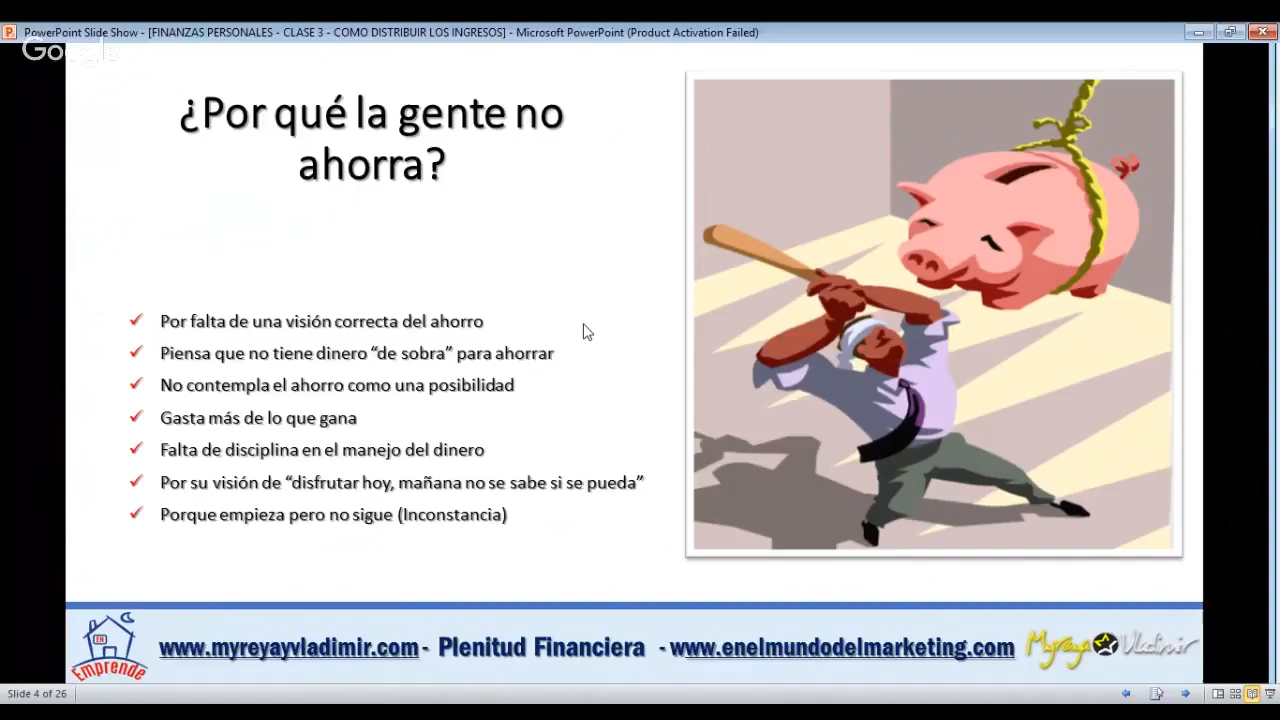 PowerPoint Slide Show - [FINANZAS PERSONALES - CLASE 3 - COMO DISTRIBUIR LOS INGRESOS] - Microsoft PowerPoint (Product Activation Failed)
Google
¿Por qué la gente no
ahorra?
✓ Por falta de una visión correcta del ahorro
✓ Piensa que no tiene dinero “de sobra” para ahorrar
✓ No contempla el ahorro como una posibilidad
✓ Gasta más de lo que gana
✓ Falta de disciplina en el manejo del dinero
✓ Por su visión de “disfrutar hoy, mañana no se sabe si se pueda”
✓ Porque empieza pero no sigue (Inconstancia)
EN
Emprende
www.myreyayvladimir.com - Plenitud Financiera - www.enelmundodelmarketing.com
Myreya Vladimir
Slide 4 of 26